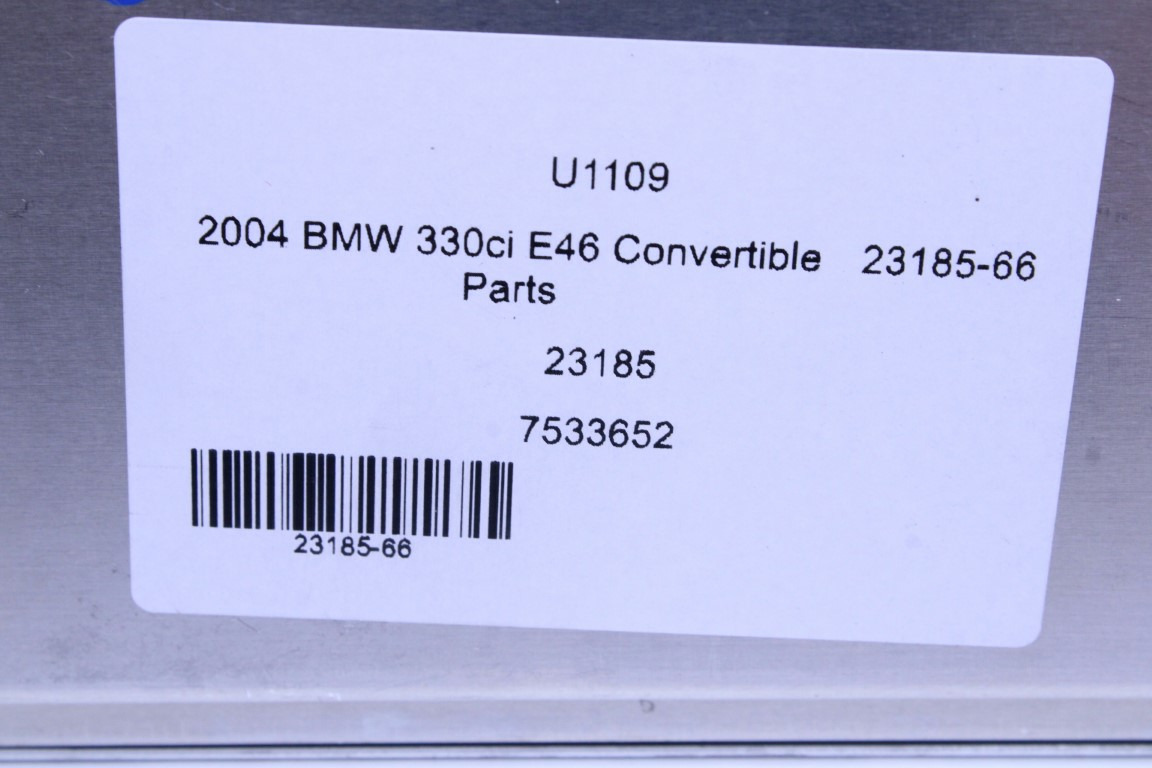 U1109
2004 BMW 330ci E46 Convertible 23185-66
Parts
23185
7533652
23185-66